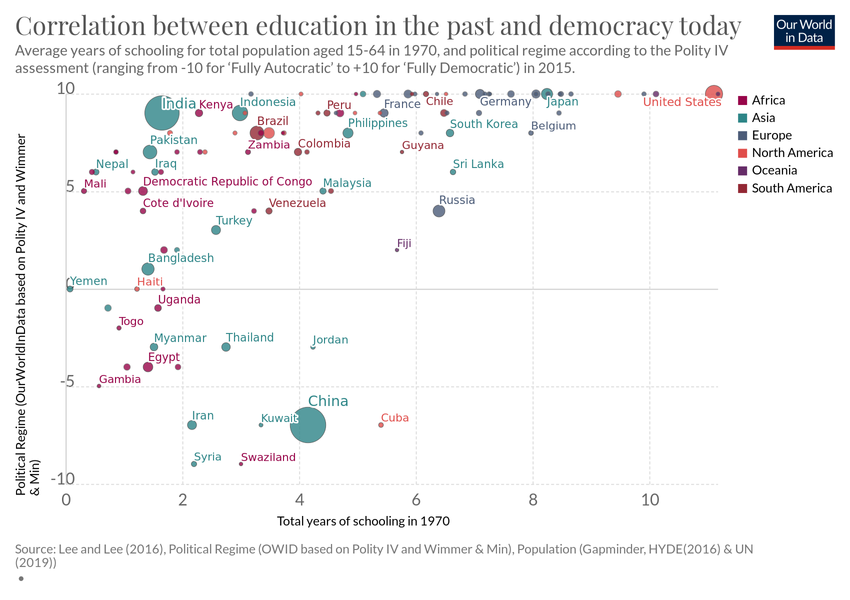 Correlation between education in the past and democracy today
Our World
in Data
Average years of schooling for total population aged 15-64 in 1970, and political regime according to the Polity IV
assessment (ranging from -10 for ‘Fully Autocratic’ to +10 for ‘Fully Democratic’) in 2015.
10
India
Kenya
Indonesia
Peru
France
Chile
Germany
Japan
United States
Brazil
Philippines
South Korea
Belgium
Pakistan
Zambia
Colombia
Guyana
Nepal
Iraq
Sri Lanka
5
Mali
Democratic Republic of Congo
Malaysia
Cote d'Ivoire
Venezuela
Russia
Turkey
Fiji
Bangladesh
0
Yemen
Haiti
Uganda
Togo
Myanmar
Thailand
Jordan
Egypt
-5
Gambia
China
Iran
Kuwait
Cuba
Syria
Swaziland
-10
0
2
4
6
8
10
Total years of schooling in 1970
Political Regime (OurWorldInData based on Polity IV and Wimmer
& Min)
Africa
Asia
Europe
North America
Oceania
South America
Source: Lee and Lee (2016), Political Regime (OWID based on Polity IV and Wimmer & Min), Population (Gapminder, HYDE(2016) & UN
(2019))